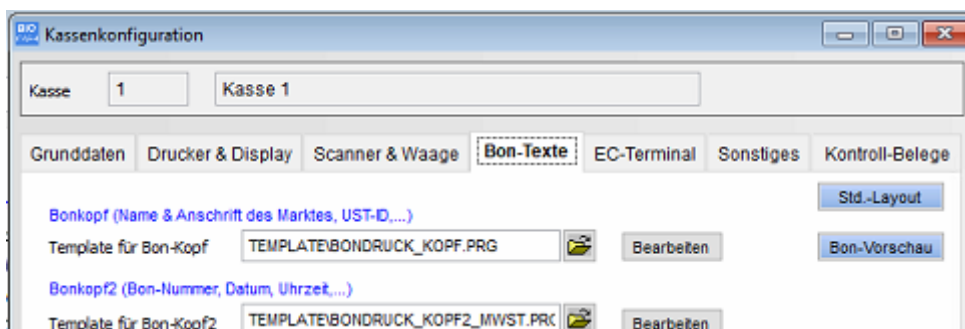 BIO Kassenkonfiguration
Kasse 1 Kasse 1
Grunddaten Drucker & Display Scanner & Waage Bon-Texte EC-Terminal Sonstiges Kontroll-Belege
Std.-Layout
Bonkopf (Name & Anschrift des Marktes, UST-ID,...)
Template für Bon-Kopf TEMPLATE\BONDRUCK_KOPF.PRG Bearbeiten Bon-Vorschau
Bonkopf2 (Bon-Nummer, Datum, Uhrzeit,...)
Template für Bon-Kopf2 TEMPLATE\BONDRUCK_KOPF2_MWST.PRG Bearbeiten